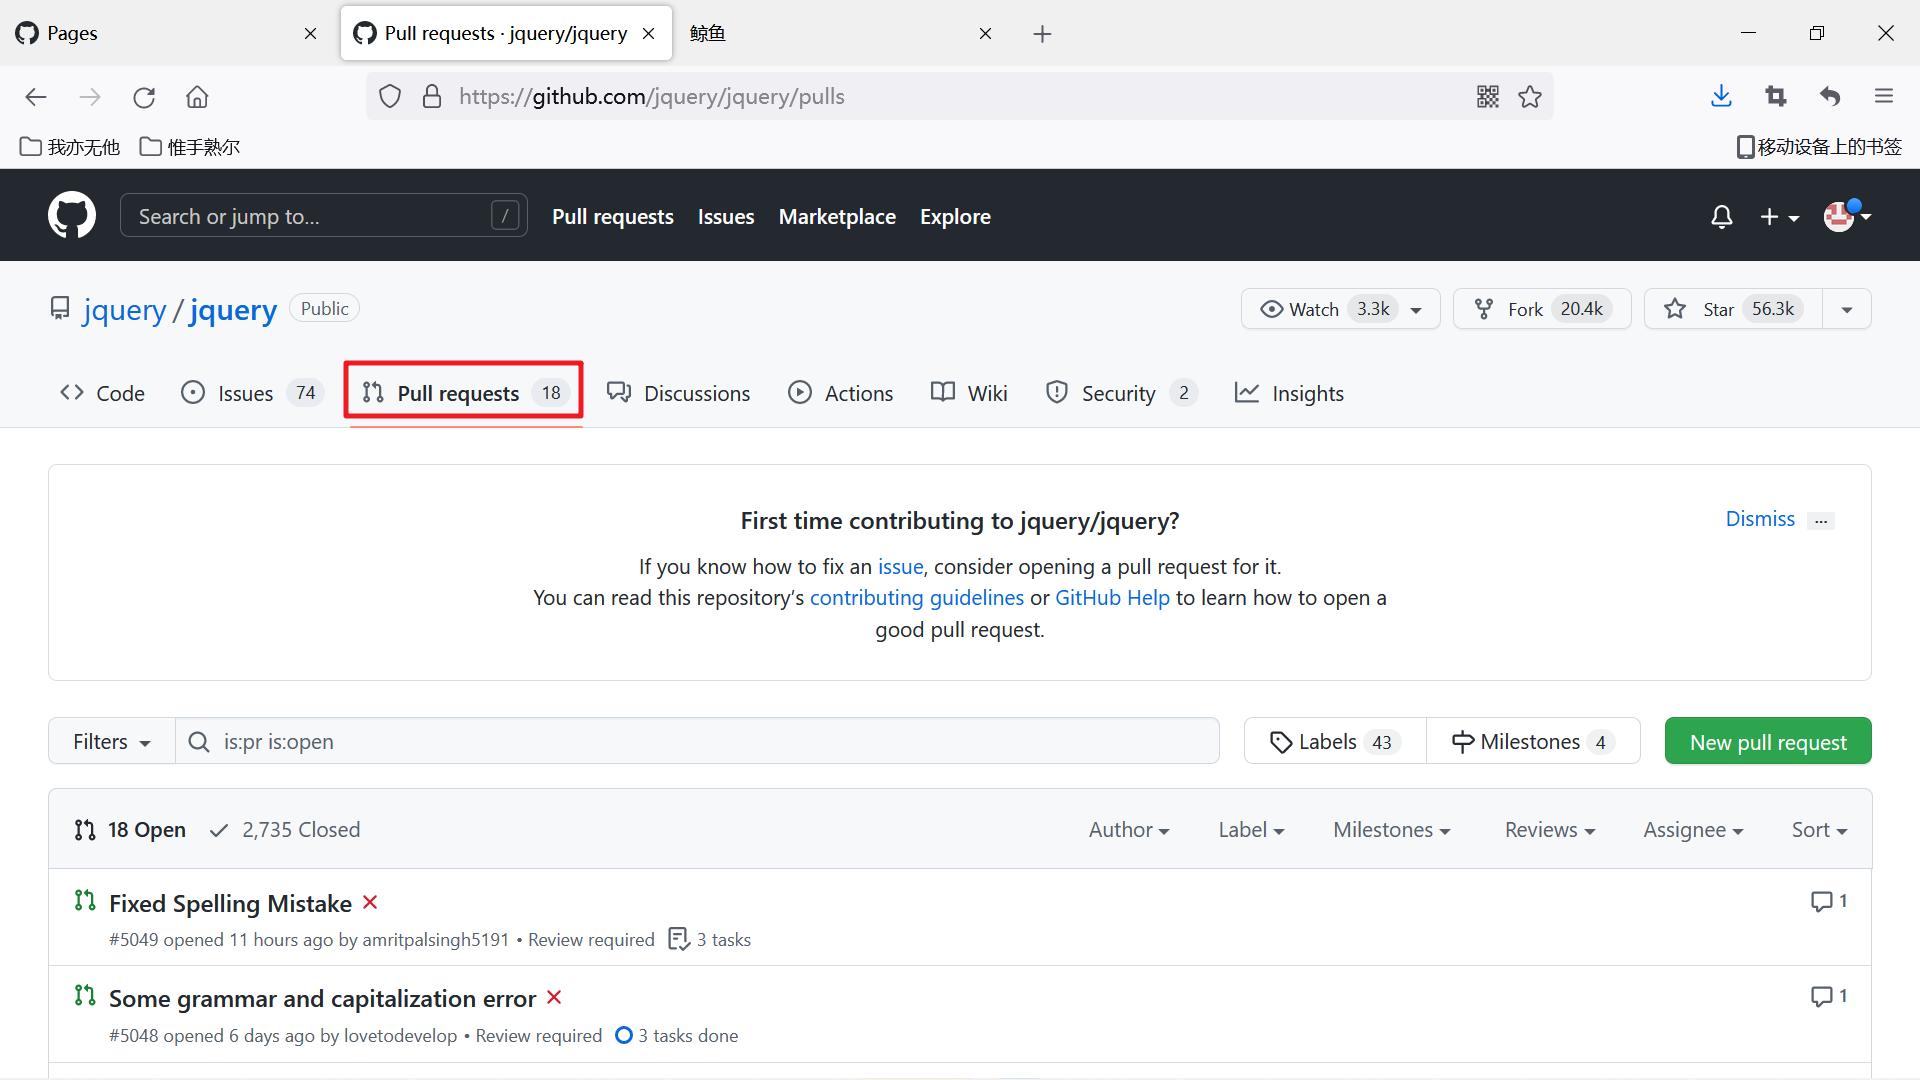 Pages
Pull requests · jquery/jquery
鲸鱼
https://github.com/jquery/jquery/pulls
我亦无他
惟手熟尔
移动设备上的书签
Search or jump to... /
Pull requests Issues Marketplace Explore
jquery / jquery Public
Watch 3.3k
Fork 20.4k
Star 56.3k
Code
Issues 74
Pull requests 18
Discussions
Actions
Wiki
Security 2
Insights
First time contributing to jquery/jquery?
Dismiss ...
If you know how to fix an issue, consider opening a pull request for it.
You can read this repository’s contributing guidelines or GitHub Help to learn how to open a
good pull request.
Filters
is:pr is:open
Labels 43
Milestones 4
New pull request
18 Open 2,735 Closed
Author Label Milestones Reviews Assignee Sort
Fixed Spelling Mistake
1
#5049 opened 11 hours ago by amritpalsingh5191 • Review required 3 tasks
Some grammar and capitalization error
1
#5048 opened 6 days ago by lovetodevelop • Review required 3 tasks done